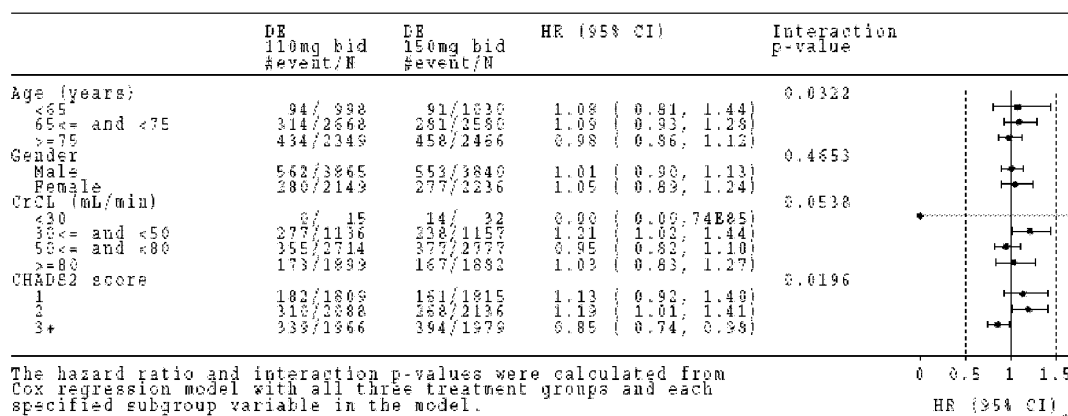 DE DE HR (95% CI) Interaction
110mg bid 150mg bid p-value
#event/N #event/N
Age (years) 0.0322
<65 94/ 998 91/1030 1.08 ( 0.81, 1.44)
65<= and <75 314/2668 281/2580 1.09 ( 0.93, 1.28)
>=75 434/2349 458/2466 0.98 ( 0.86, 1.12)
Gender 0.4653
Male 562/3865 553/3840 1.01 ( 0.90, 1.13)
Female 280/2149 277/2236 1.05 ( 0.89, 1.24)
CrCL (mL/min) 0.0538
<30 0/ 15 14/ 32 0.00 ( 0.00,74E85)
30<= and <50 277/1136 238/1157 1.21 ( 1.02, 1.44)
50<= and <80 355/2714 377/2777 0.95 ( 0.82, 1.10)
>=80 173/1899 167/1882 1.03 ( 0.83, 1.27)
CHADS2 score 0.0196
1 182/1809 161/1815 1.13 ( 0.92, 1.40)
2 310/2088 268/2136 1.19 ( 1.01, 1.41)
3+ 339/1966 394/1979 0.85 ( 0.74, 0.98)
The hazard ratio and interaction p-values were calculated from
Cox regression model with all three treatment groups and each
specified subgroup variable in the model.
0 0.5 1 1.5
HR (95% CI)